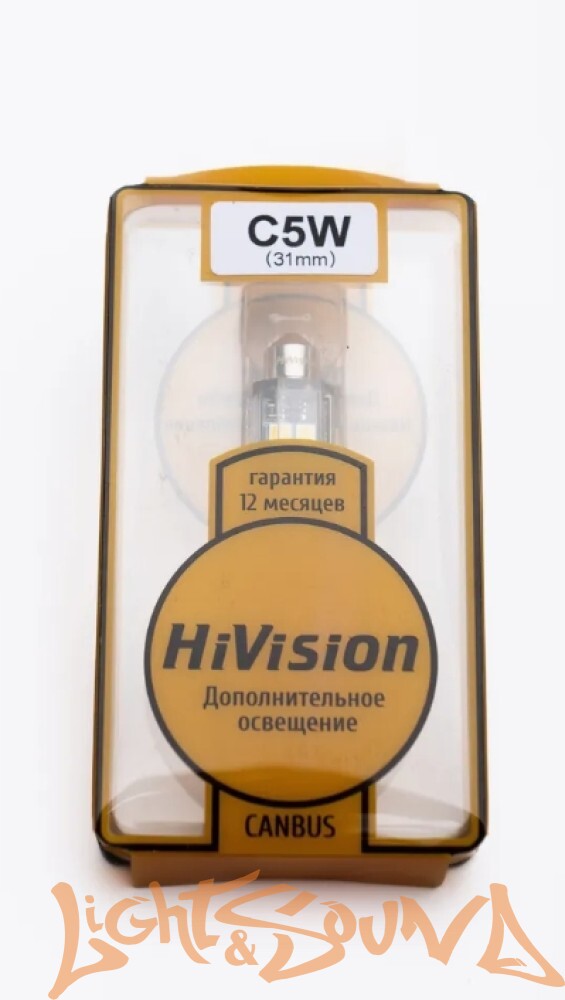 C5W
(31mm)
гарантия
12 месяцев
HiVision
Дополнительное
освещение
CANBUS
Light & Sound